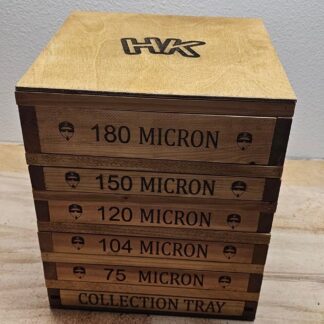 HK
180 MICRON
150 MICRON
120 MICRON
104 MICRON
75 MICRON
COLLECTION TRAY